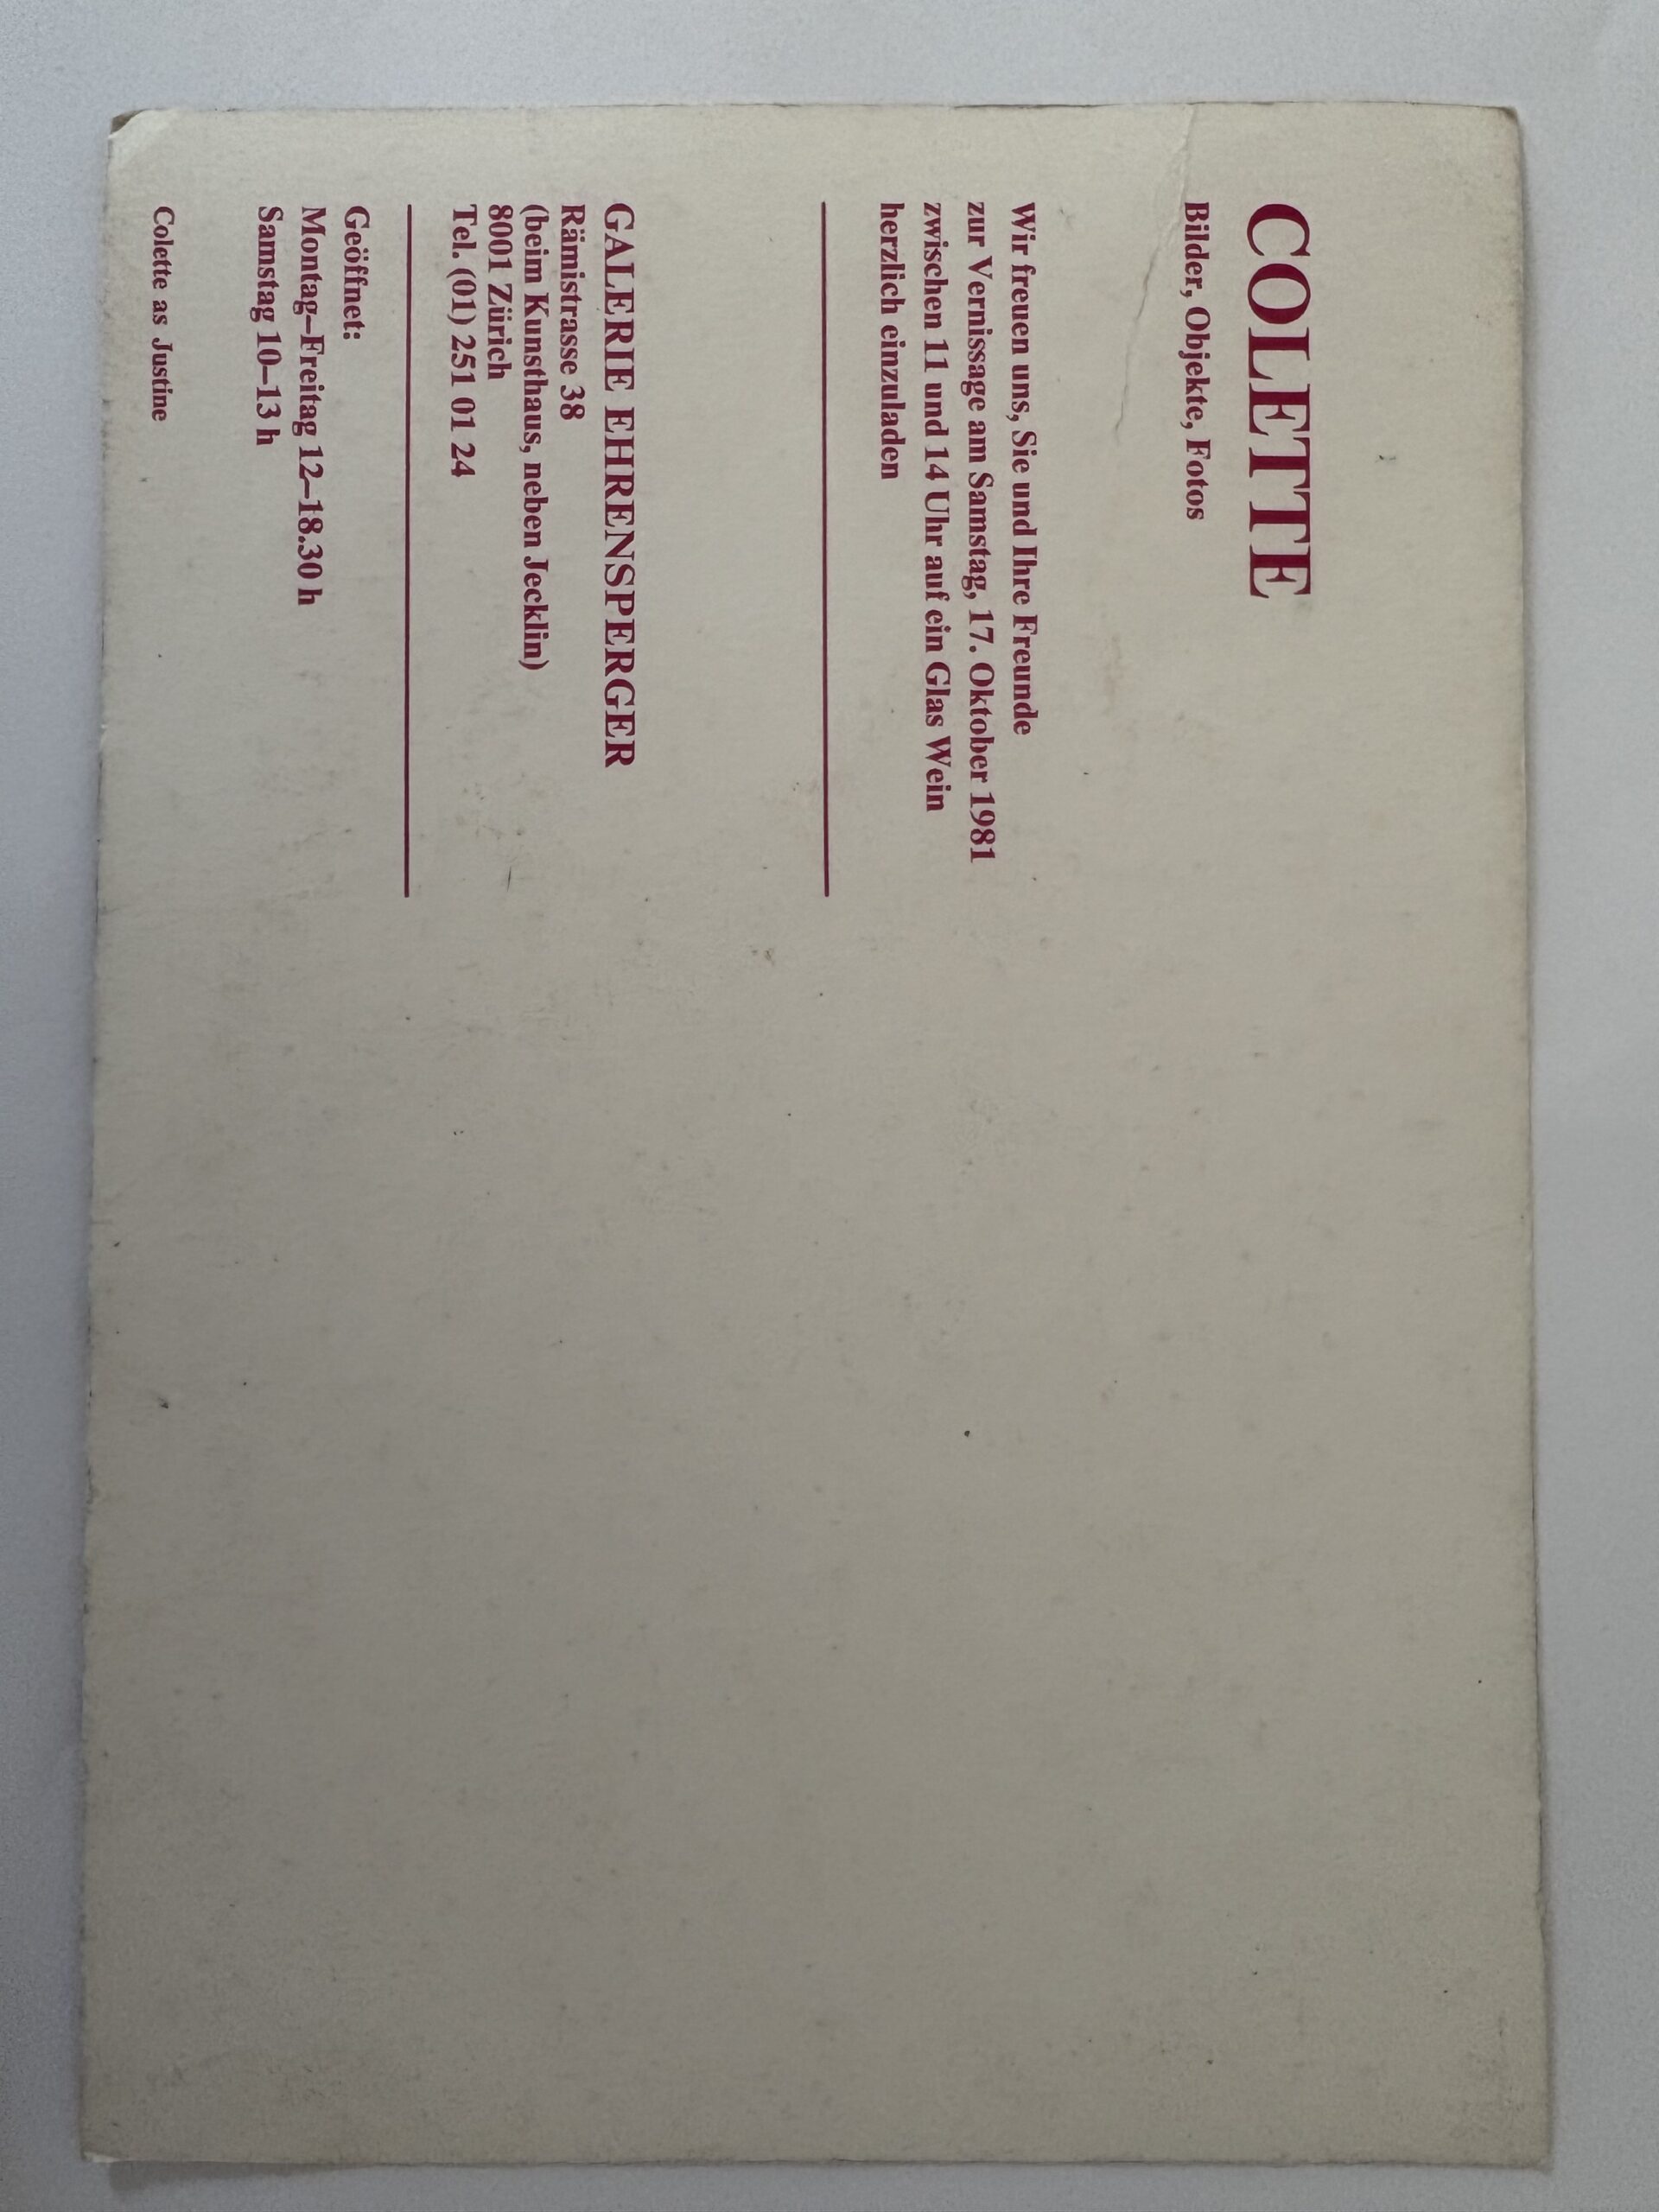 COLETTE
Bilder, Objekte, Fotos
Wir freuen uns, Sie und Ihre Freunde
zur Vernissage am Samstag, 17. Oktober 1981
zwischen 11 und 14 Uhr auf ein Glas Wein
herzlich einzuladen
GALERIE EHRENSPERGER
Rämistrasse 38
(beim Kunsthaus, neben Jecklin)
8001 Zürich
Tel. (01) 251 01 24
Geöffnet:
Montag–Freitag 12–18.30 h
Samstag 10–13 h
Colette as Justine